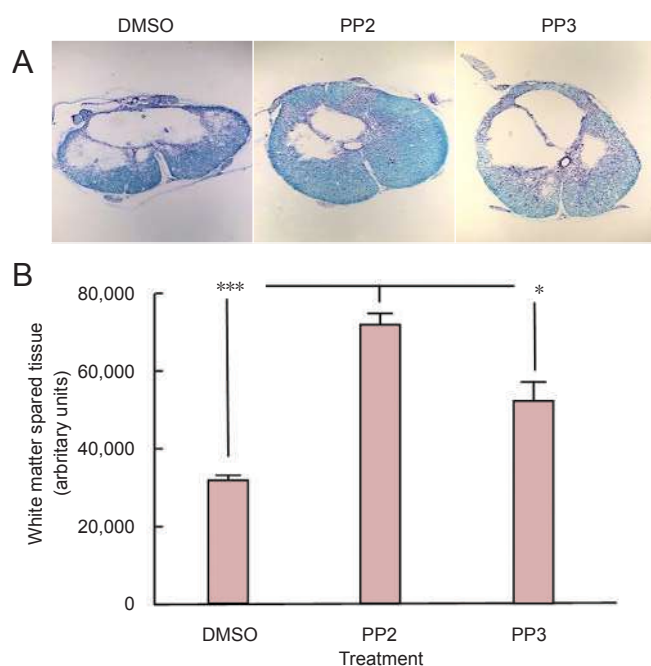 DMSO PP2 PP3
A
B
White matter spared tissue
(arbritary units)
80,000
60,000
40,000
20,000
0
*** *
DMSO PP2 PP3
Treatment